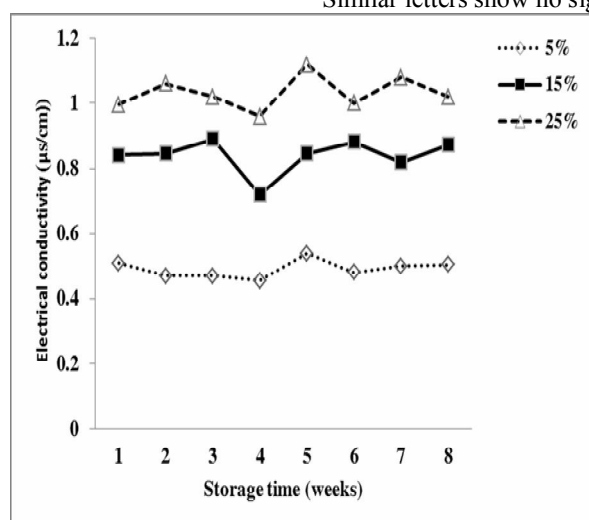 Similar letters show no sig
1.2
1
0.8
0.6
0.4
0.2
0
Electrical conductivity (µs/cm))
1 2 3 4 5 6 7 8
Storage time (weeks)
5%
15%
25%